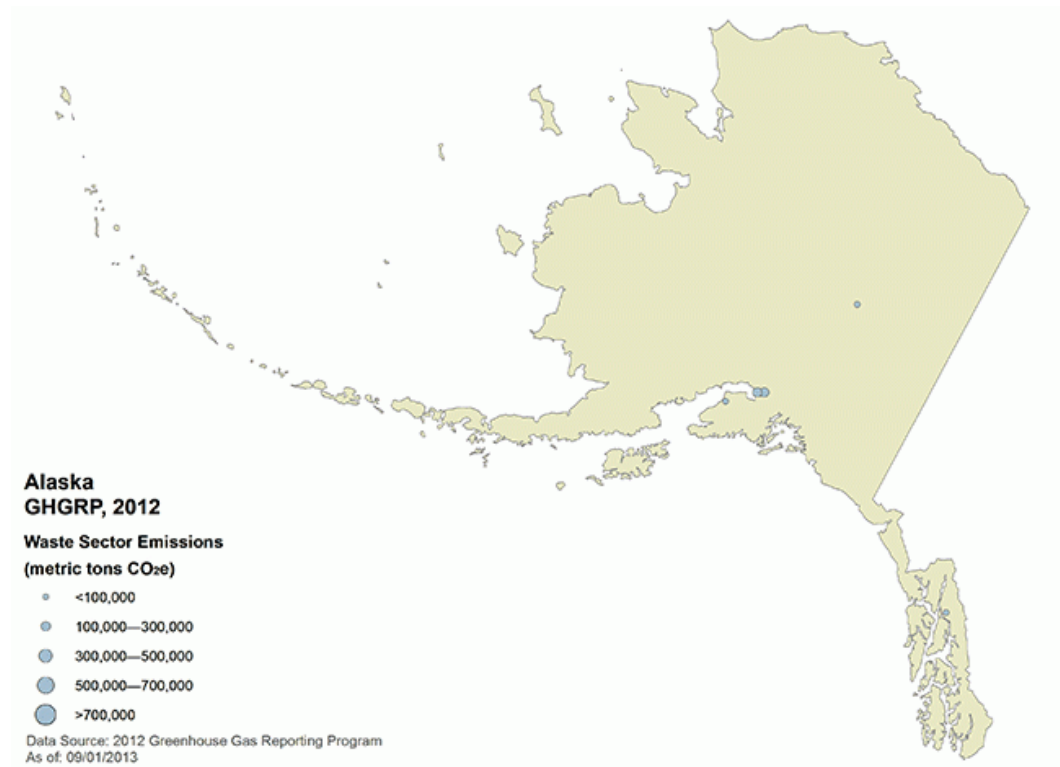 Alaska
GHGRP, 2012
Waste Sector Emissions
(metric tons CO2e)
<100,000
100,000—300,000
300,000—500,000
500,000—700,000
>700,000
Data Source: 2012 Greenhouse Gas Reporting Program
As of: 09/01/2013